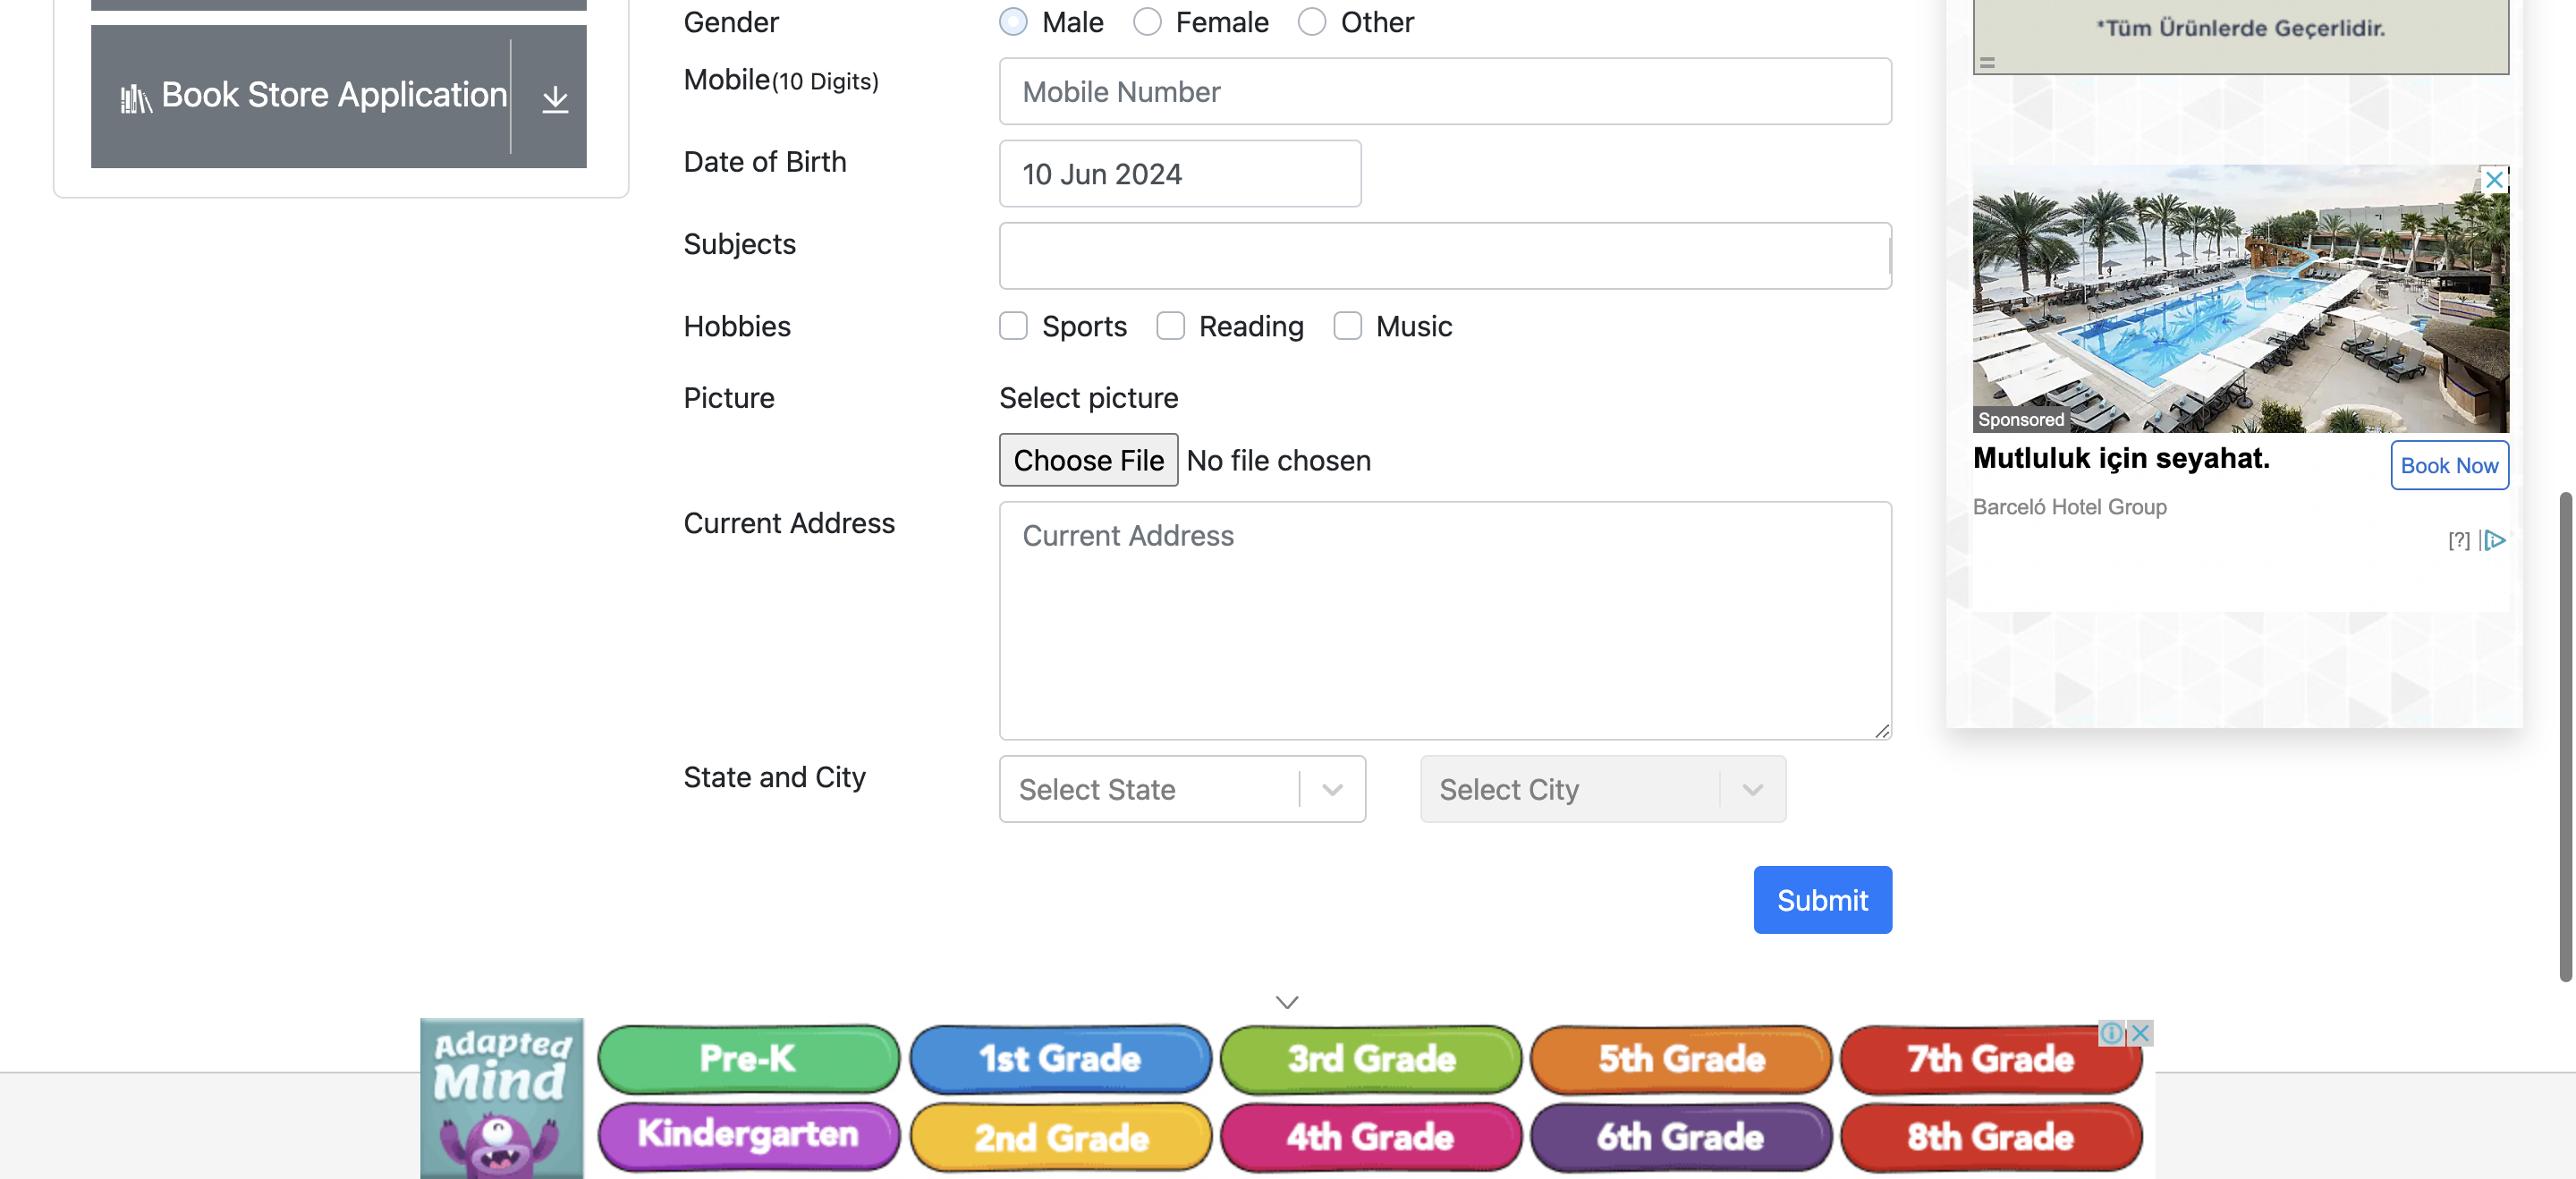 Book Store Application
Gender
Male
Female
Other
Mobile(10 Digits)
Mobile Number
Date of Birth
10 Jun 2024
Subjects
Hobbies
Sports
Reading
Music
Picture
Select picture
Choose File
No file chosen
Current Address
Current Address
State and City
Select State
Select City
Submit
*Tüm Ürünlerde Geçerlidir.
Sponsored
Mutluluk için seyahat.
Book Now
Barceló Hotel Group
[?]
Adapted
Mind
Pre-K
1st Grade
3rd Grade
5th Grade
7th Grade
Kindergarten
2nd Grade
4th Grade
6th Grade
8th Grade